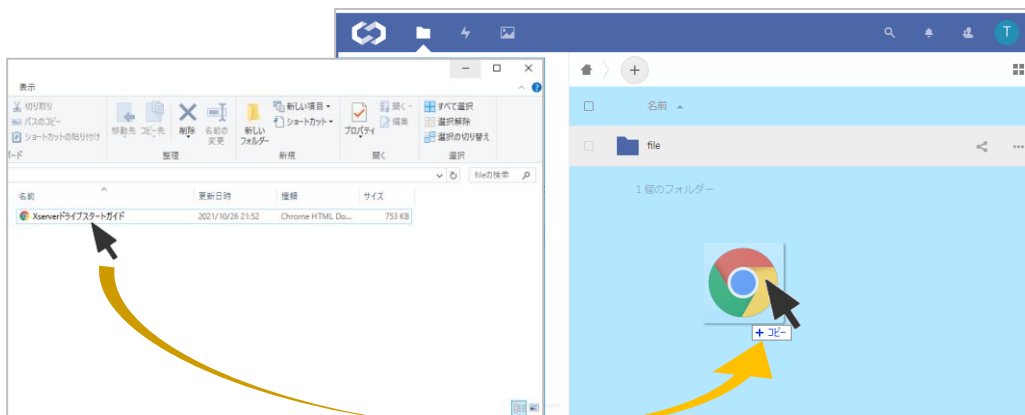 T
表示
切り取り
パスのコピー
ショートカットの貼り付け
移動先
コピー先
削除
名前の
変更
新しい
フォルダー
新しい項目
ショートカット
プロパティ
開く
編集
すべて選択
選択解除
選択の切り替え
ード
整理
新規
開く
選択
fileの検索
名前
更新日時
種類
サイズ
Xserverドライブスタートガイド
2021/10/26 21:52
Chrome HTML Do...
753 KB
名前
file
1 個のフォルダー
コピー